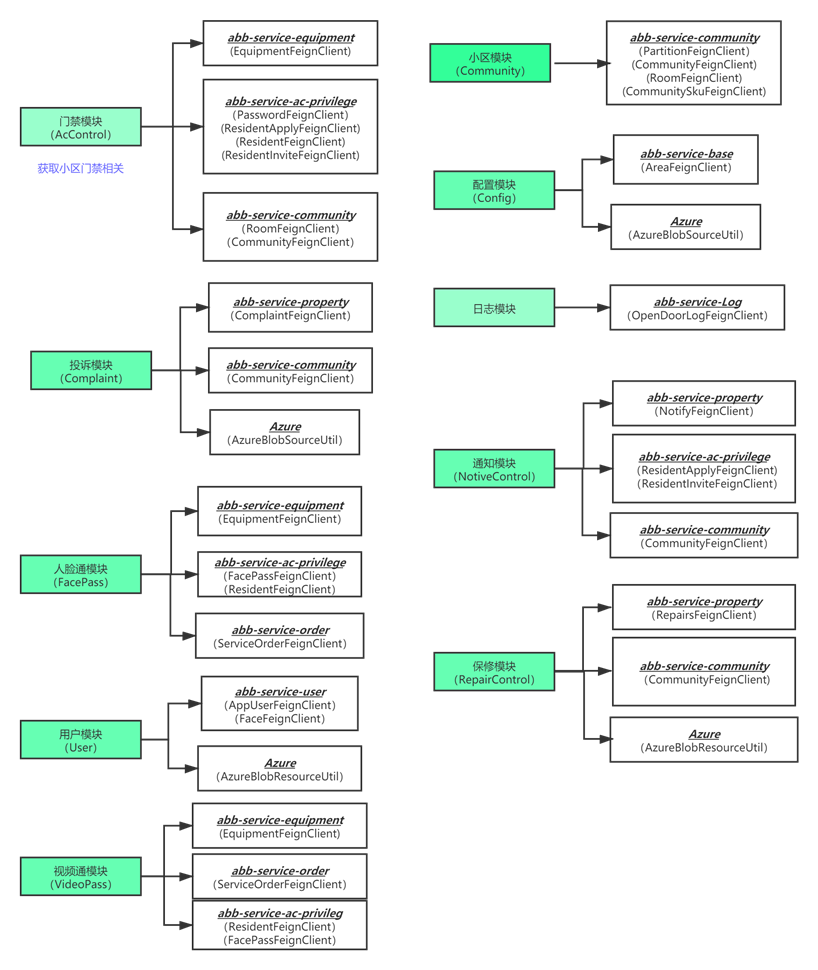 门禁模块
(AcControl)
获取小区门禁相关
abb-service-equipment
(EquipmentFeignClient)
abb-service-ac-privilege
(PasswordFeignClient)
(ResidentApplyFeignClient)
(ResidentFeignClient)
(ResidentInviteFeignClient)
abb-service-community
(RoomFeignClient)
(CommunityFeignClient)
投诉模块
(Complaint)
abb-service-property
(ComplaintFeignClient)
abb-service-community
(CommunityFeignClient)
Azure
(AzureBlobSourceUtil)
人脸通模块
(FacePass)
abb-service-equipment
(EquipmentFeignClient)
abb-service-ac-privilege
(FacePassFeignClient)
(ResidentFeignClient)
abb-service-order
(ServiceOrderFeignClient)
用户模块
(User)
abb-service-user
(AppUserFeignClient)
(FaceFeignClient)
Azure
(AzureBlobResourceUtil)
视频通模块
(VideoPass)
abb-service-equipment
(EquipmentFeignClient)
abb-service-order
(ServiceOrderFeignClient)
abb-service-ac-privileg
(ResidentFeignClient)
(FacePassFeignClient)
小区模块
(Community)
abb-service-community
(PartitionFeignClient)
(CommunityFeignClient)
(RoomFeignClient)
(CommunitySkuFeignClient)
配置模块
(Config)
abb-service-base
(AreaFeignClient)
Azure
(AzureBlobSourceUtil)
日志模块
abb-service-Log
(OpenDoorLogFeignClient)
通知模块
(NotiveControl)
abb-service-property
(NotifyFeignClient)
abb-service-ac-privilege
(ResidentApplyFeignClient)
(ResidentInviteFeignClient)
abb-service-community
(CommunityFeignClient)
保修模块
(RepairControl)
abb-service-property
(RepairsFeignClient)
abb-service-community
(CommunityFeignClient)
Azure
(AzureBlobResourceUtil)